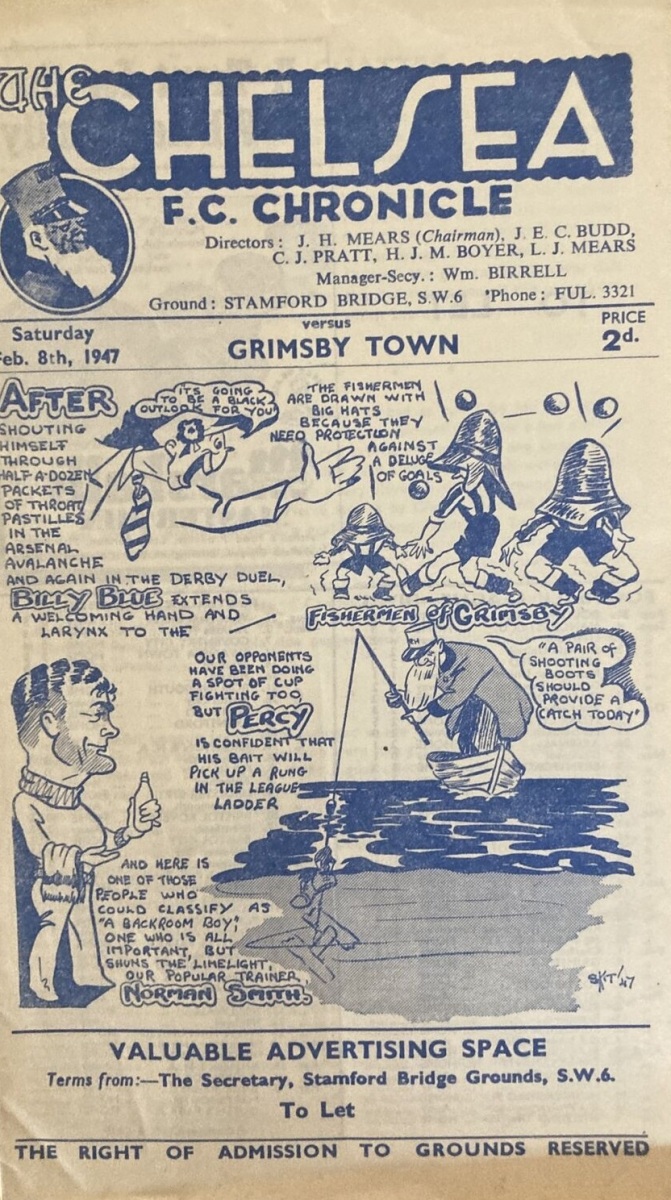 THE
CHELSEA
F.C. CHRONICLE
Directors: J. H. MEARS (Chairman), J. E. C. BUDD,
C. J. PRATT, H. J. M. BOYER, L. J. MEARS
Manager-Secy.: Wm. BIRRELL
Ground: STAMFORD BRIDGE, S.W.6 'Phone: FUL. 3321
Saturday
eb. 8th, 1947
versus
GRIMSBY TOWN
PRICE
2d.
AFTER
SHOUTING
HIMSELF
THROUGH
HALF-A-DOZEN
PACKETS
OF THROAT
PASTILLES
IN THE
ARSENAL
AVALANCHE
AND AGAIN IN THE DERBY DUEL,
BILLY BLUE EXTENDS
A WELCOMING HAND AND
LARYNX TO THE
IT'S GOING
TO BE A BLACK
OUTLOOK FOR YOU
THE FISHERMEN
ARE DRAWN WITH
BIG HATS
BECAUSE THEY
NEED PROTECTION
AGAINST
A DELUGE
OF GOALS
FISHERMEN of GRIMSBY
OUR OPPONENTS
HAVE BEEN DOING
A SPOT OF CUP
FIGHTING TOO,
BUT PERCY
IS CONFIDENT THAT
HIS BAIT WILL
PICK UP A RUNG
IN THE LEAGUE
LADDER
"A PAIR of
SHOOTING
BOOTS
SHOULD
PROVIDE A
CATCH TODAY"
AND HERE IS
ONE OF THOSE
PEOPLE WHO
COULD CLASSIFY AS
"A BACKROOM BOY",
ONE WHO IS ALL
IMPORTANT, BUT
SHUNS THE LIMELIGHT,
OUR POPULAR TRAINER,
NORMAN SMITH.
VALUABLE ADVERTISING SPACE
Terms from:—The Secretary, Stamford Bridge Grounds, S.W.6.
To Let
THE RIGHT OF ADMISSION TO GROUNDS RESERVED